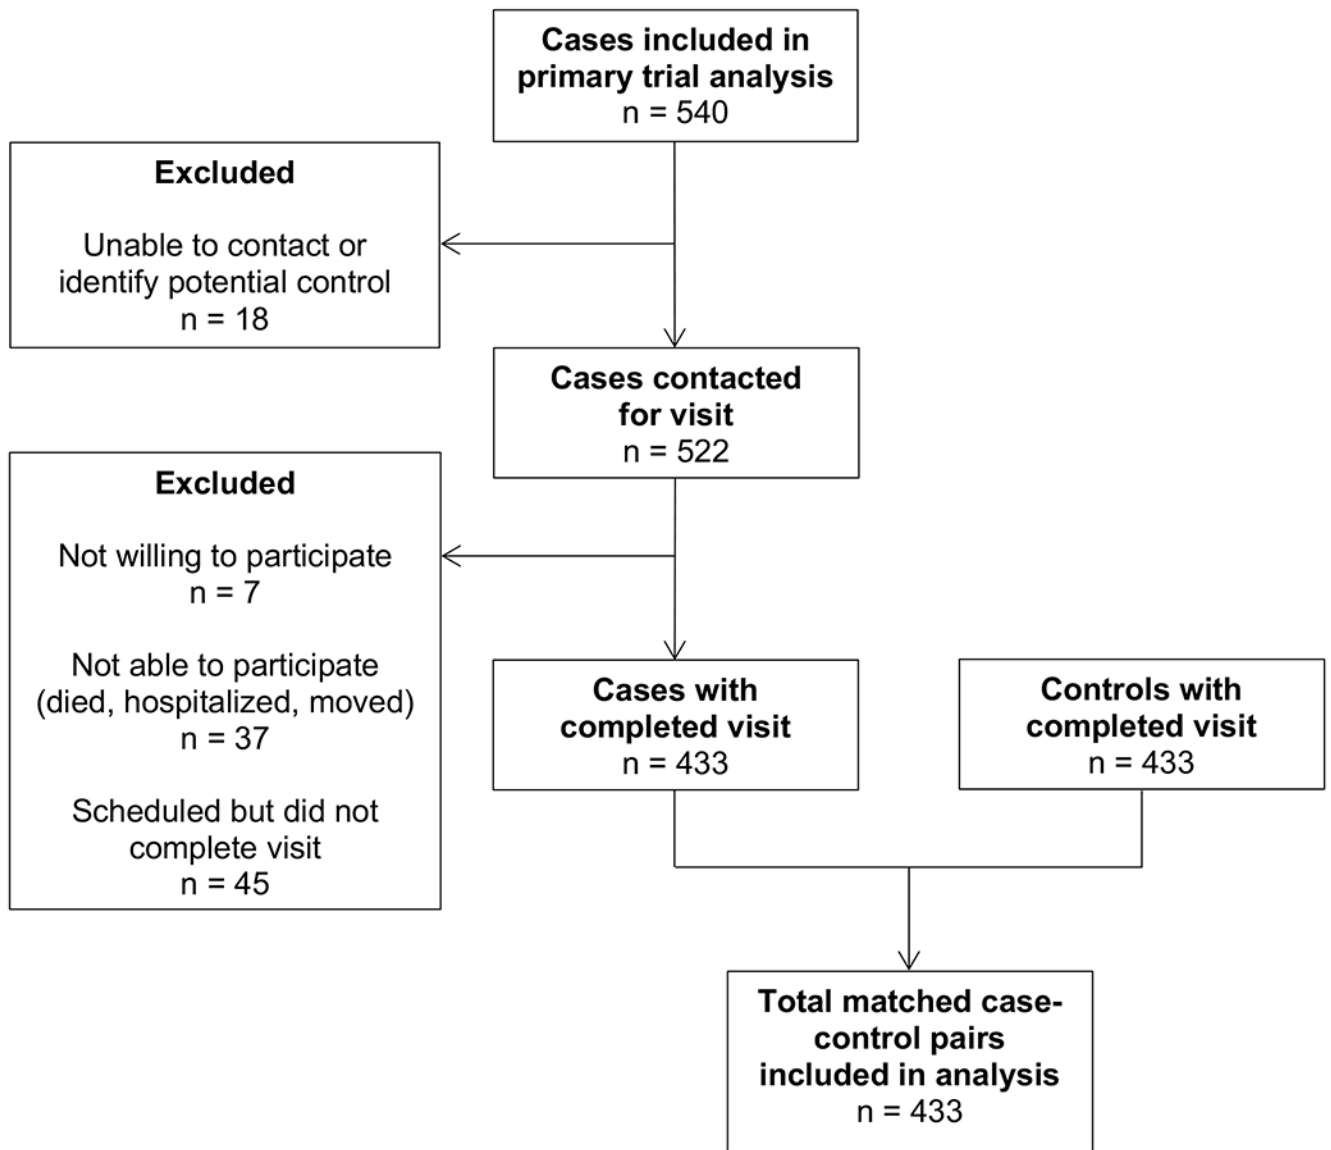 Cases included in
primary trial analysis
n = 540
Excluded
Unable to contact or
identify potential control
n = 18
Cases contacted
for visit
n = 522
Excluded
Not willing to participate
n = 7
Not able to participate
(died, hospitalized, moved)
n = 37
Scheduled but did not
complete visit
n = 45
Cases with
completed visit
n = 433
Controls with
completed visit
n = 433
Total matched case-
control pairs
included in analysis
n = 433